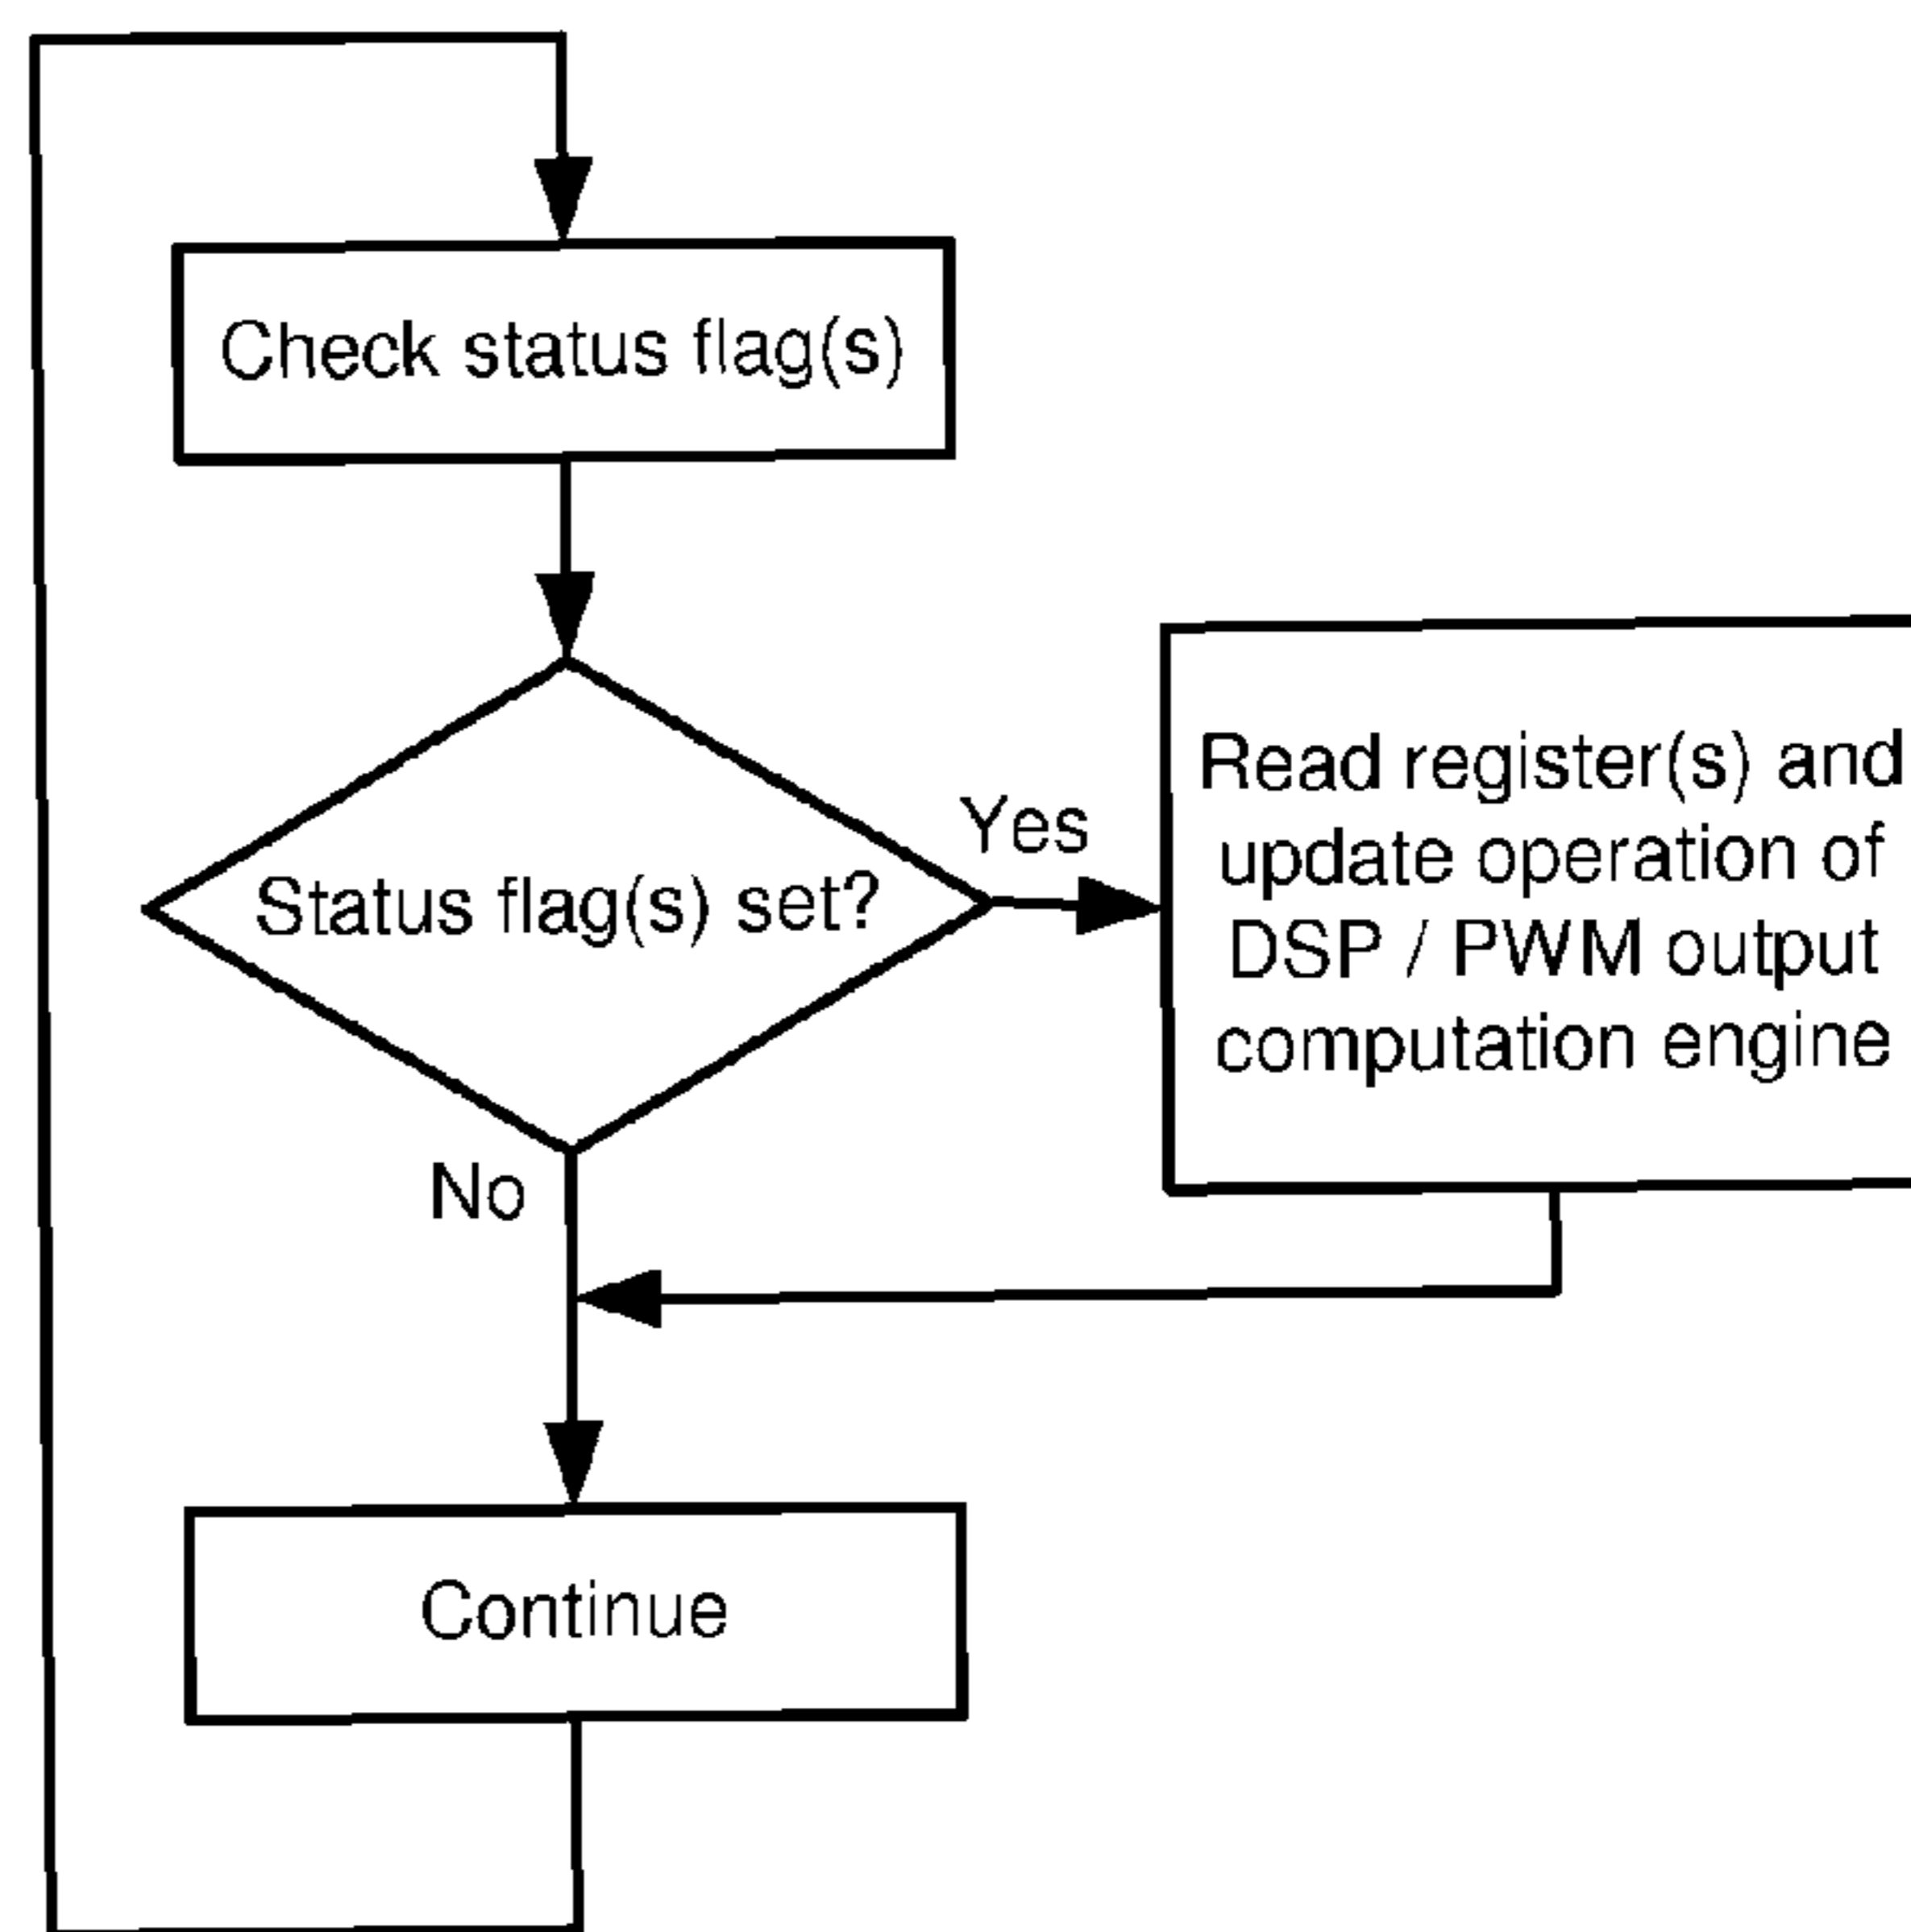 Check status flag(s)
Status flag(s) set?
Yes
Read register(s) and
update operation of
DSP / PWM output
computation engine
No
Continue